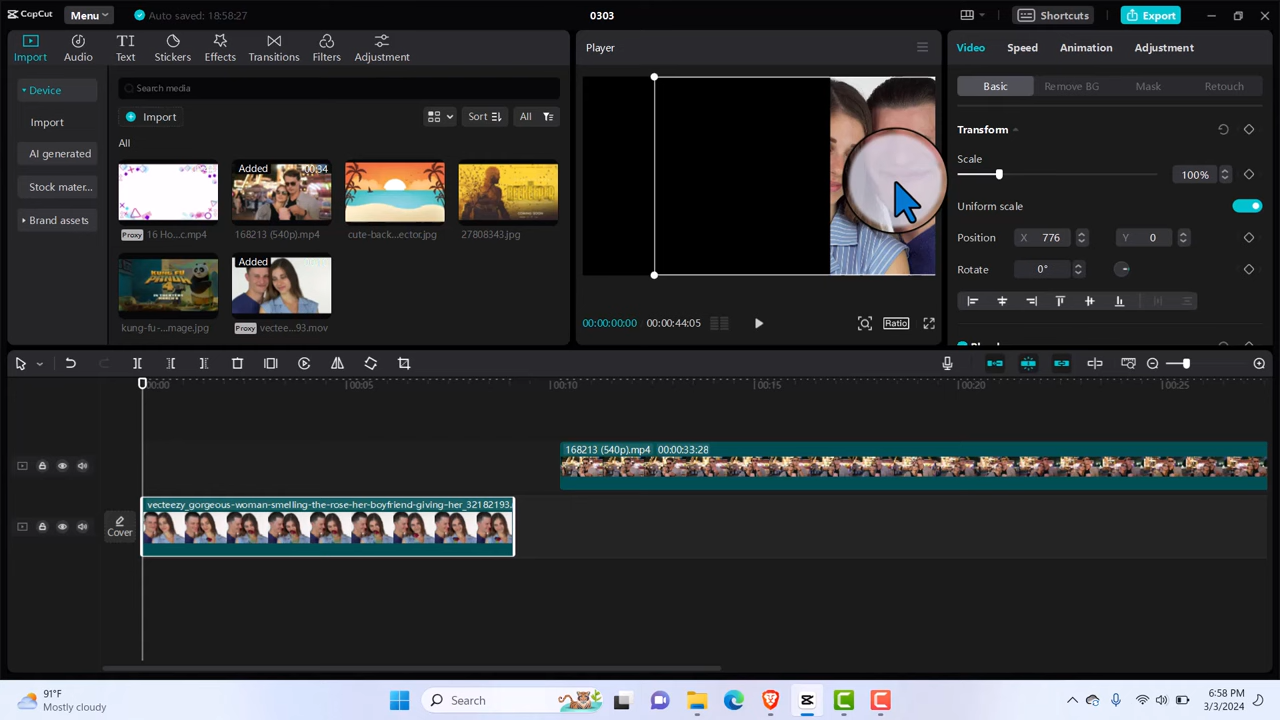 CapCut
Menu
Auto saved: 18:58:27
0303
Shortcuts
Export
Import
Audio
Text
Stickers
Effects
Transitions
Filters
Adjustment
Player
Video
Speed
Animation
Adjustment
Device
Search media
Basic
Remove BG
Mask
Retouch
Import
Import
Sort
All
Transform
All
AI generated
Scale
100%
Added
00:34
Stock mater...
Uniform scale
Brand assets
Proxy
16 Ho...c.mp4
168213 (540p).mp4
cute-back...ector.jpg
27808343.jpg
Position
X 776
Y 0
Added
Rotate
0°
kung-fu-...mage.jpg
Proxy
vectee...93.mov
00:00:00:00
00:00:44:05
Ratio
00:00
00:05
00:10
00:15
00:20
00:25
168213 (540p).mp4 00:00:33:28
vecteezy_gorgeous-woman-smelling-the-rose-her-boyfriend-giving-her_32182193.
Cover
91°F
Mostly cloudy
Search
6:58 PM
3/3/2024